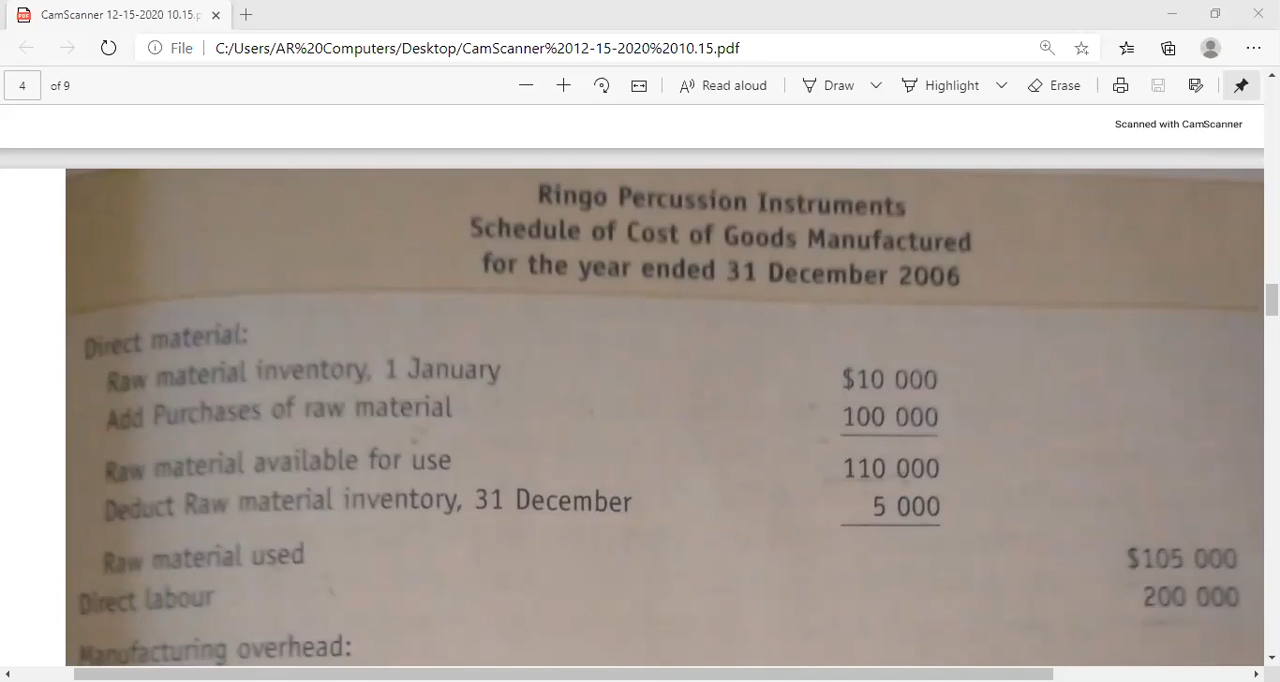 CamScanner 12-15-2020 10.15.p
File C:/Users/AR%20Computers/Desktop/CamScanner%2012-15-2020%2010.15.pdf
4 of 9 Read aloud Draw Highlight Erase
Scanned with CamScanner
Ringo Percussion Instruments
Schedule of Cost of Goods Manufactured
for the year ended 31 December 2006
Direct material:
Raw material inventory, 1 January $10 000
Add Purchases of raw material 100 000
Raw material available for use 110 000
Deduct Raw material inventory, 31 December 5 000
Raw material used $105 000
Direct labour 200 000
Manufacturing overhead: